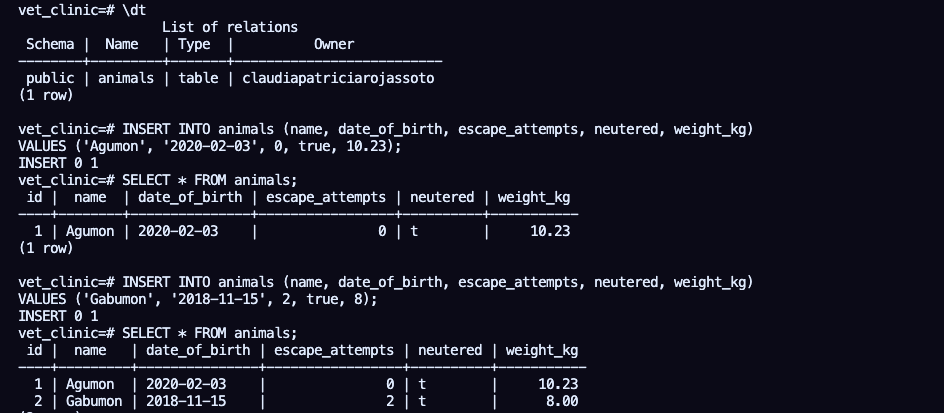 vet_clinic=# \dt
                 List of relations
 Schema |  Name   | Type  |          Owner
--------+---------+-------+--------------------------
 public | animals | table | claudiapatriciarojassoto
(1 row)
vet_clinic=# INSERT INTO animals (name, date_of_birth, escape_attempts, neutered, weight_kg)
VALUES ('Agumon', '2020-02-03', 0, true, 10.23);
INSERT 0 1
vet_clinic=# SELECT * FROM animals;
 id |  name  | date_of_birth | escape_attempts | neutered | weight_kg
----+--------+---------------+-----------------+----------+-----------
  1 | Agumon | 2020-02-03    |               0 | t        |     10.23
(1 row)
vet_clinic=# INSERT INTO animals (name, date_of_birth, escape_attempts, neutered, weight_kg)
VALUES ('Gabumon', '2018-11-15', 2, true, 8);
INSERT 0 1
vet_clinic=# SELECT * FROM animals;
 id |  name   | date_of_birth | escape_attempts | neutered | weight_kg
----+---------+---------------+-----------------+----------+-----------
  1 | Agumon  | 2020-02-03    |               0 | t        |     10.23
  2 | Gabumon | 2018-11-15    |               2 | t        |      8.00